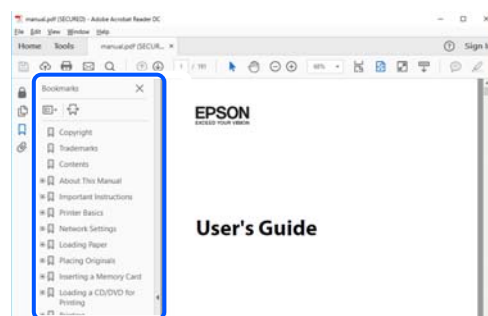 manual.pdf (SECURED) - Adobe Acrobat Reader DC
File Edit View Window Help
Home Tools manual.pdf (SECUR... × Sign I
Bookmarks
Copyright
Trademarks
Contents
About This Manual
Important Instructions
Printer Basics
Network Settings
Loading Paper
Placing Originals
Inserting a Memory Card
Loading a CD/DVD for
Printing
Printing
EPSON
EXCEED YOUR VISION
User's Guide